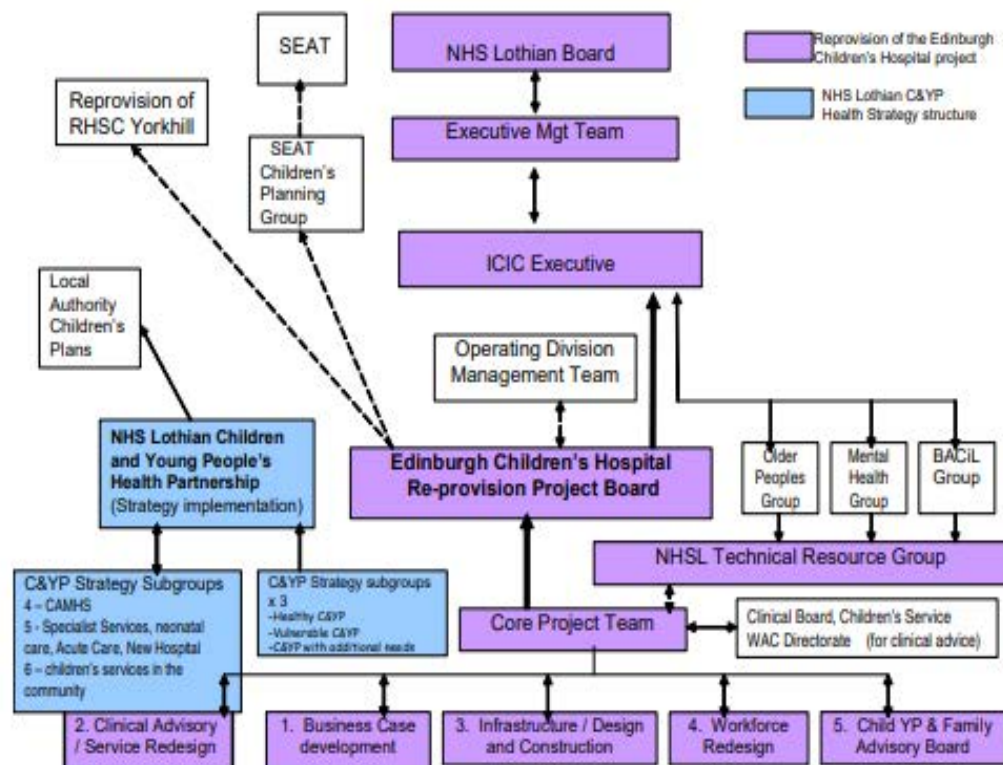 SEAT
NHS Lothian Board
Reprovision of the Edinburgh
Children's Hospital project
NHS Lothian C&YP
Health Strategy structure
Reprovision of
RHSC Yorkhill
Executive Mgt Team
SEAT
Children's
Planning
Group
ICIC Executive
Local
Authority
Children's
Plans
Operating Division
Management Team
NHS Lothian Children
and Young People's
Health Partnership
(Strategy implementation)
Edinburgh Children's Hospital
Re-provision Project Board
Older
Peoples
Group
Mental
Health
Group
BACiL
Group
NHSL Technical Resource Group
C&YP Strategy Subgroups
4 – CAMHS
5 - Specialist Services, neonatal
care, Acute Care, New Hospital
6 – children's services in the
community
C&YP Strategy subgroups
x 3
-Healthy C&YP
-Vulnerable C&YP
-C&YP with additional needs
Core Project Team
Clinical Board, Children's Service
WAC Directorate (for clinical advice)
2. Clinical Advisory
/ Service Redesign
1. Business Case
development
3. Infrastructure / Design
and Construction
4. Workforce
Redesign
5. Child YP & Family
Advisory Board